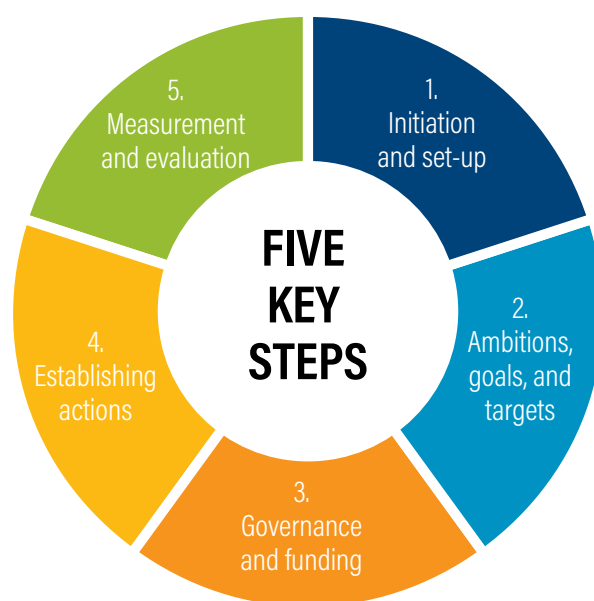 FIVE
KEY
STEPS
1.
Initiation
and set-up
2.
Ambitions,
goals, and
targets
3.
Governance
and funding
4.
Establishing
actions
5.
Measurement
and evaluation